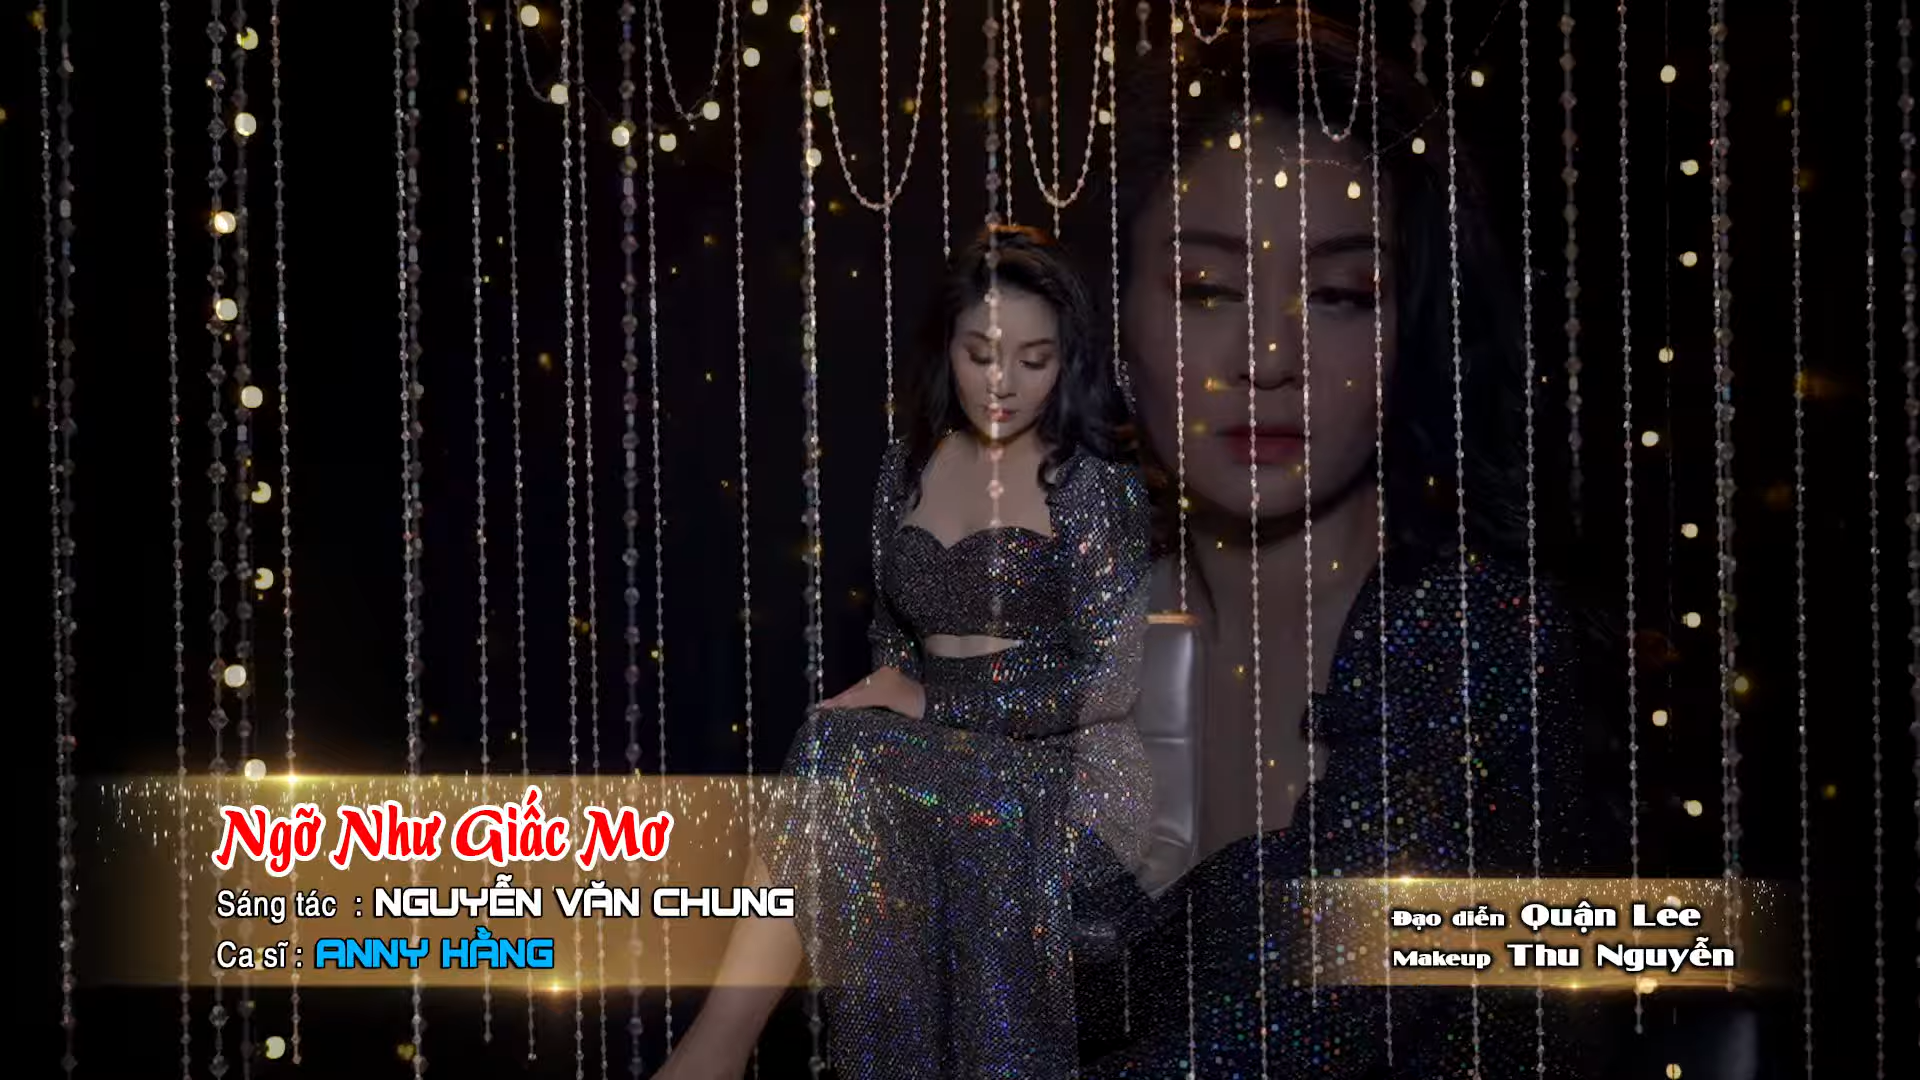 Ngỡ Như Giấc Mơ
Sáng tác : NGUYỄN VĂN CHUNG
Ca sĩ : ANNY HẰNG
Đạo diễn Quận Lee
Makeup Thu Nguyễn